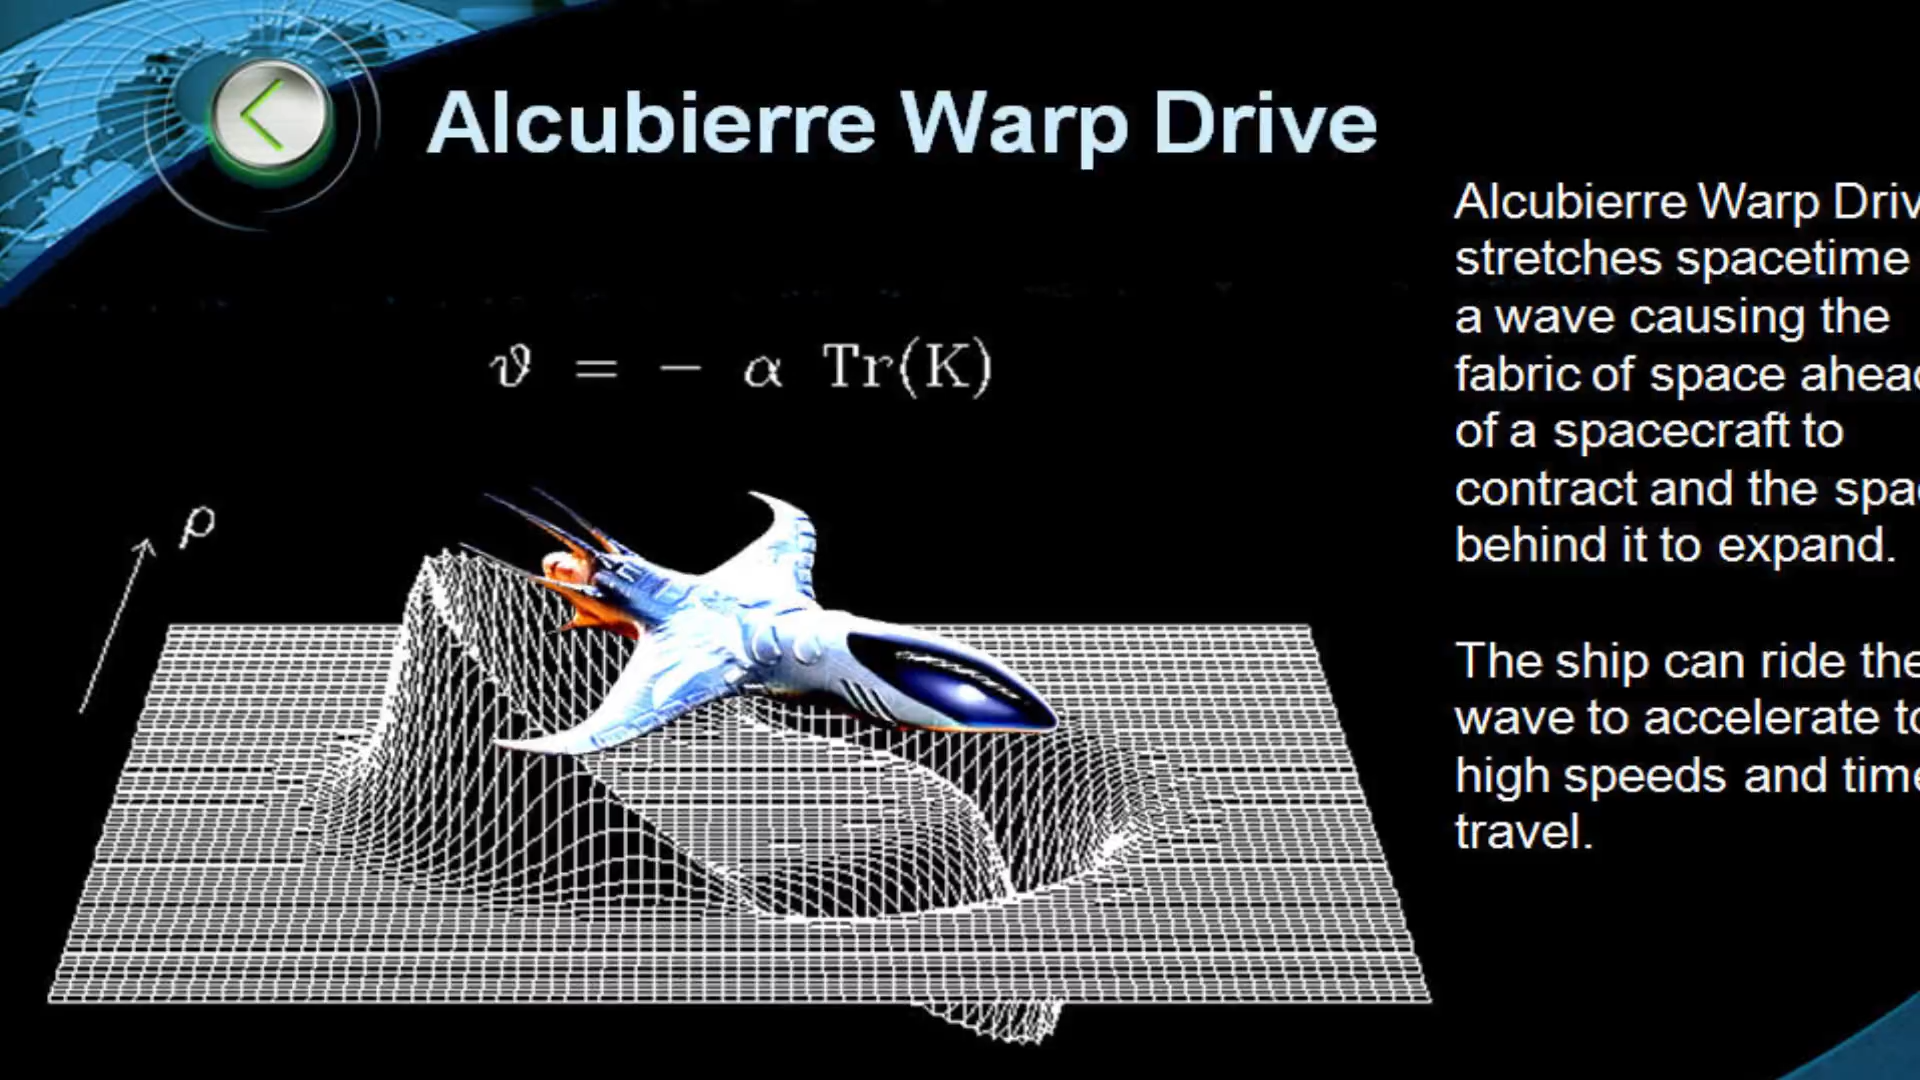 Alcubierre Warp Drive
Alcubierre Warp Driv
stretches spacetime
a wave causing the
fabric of space ahea
of a spacecraft to
contract and the spa
behind it to expand.
The ship can ride the
wave to accelerate to
high speeds and time
travel.
ϑ = − α Tr(K)
ρ